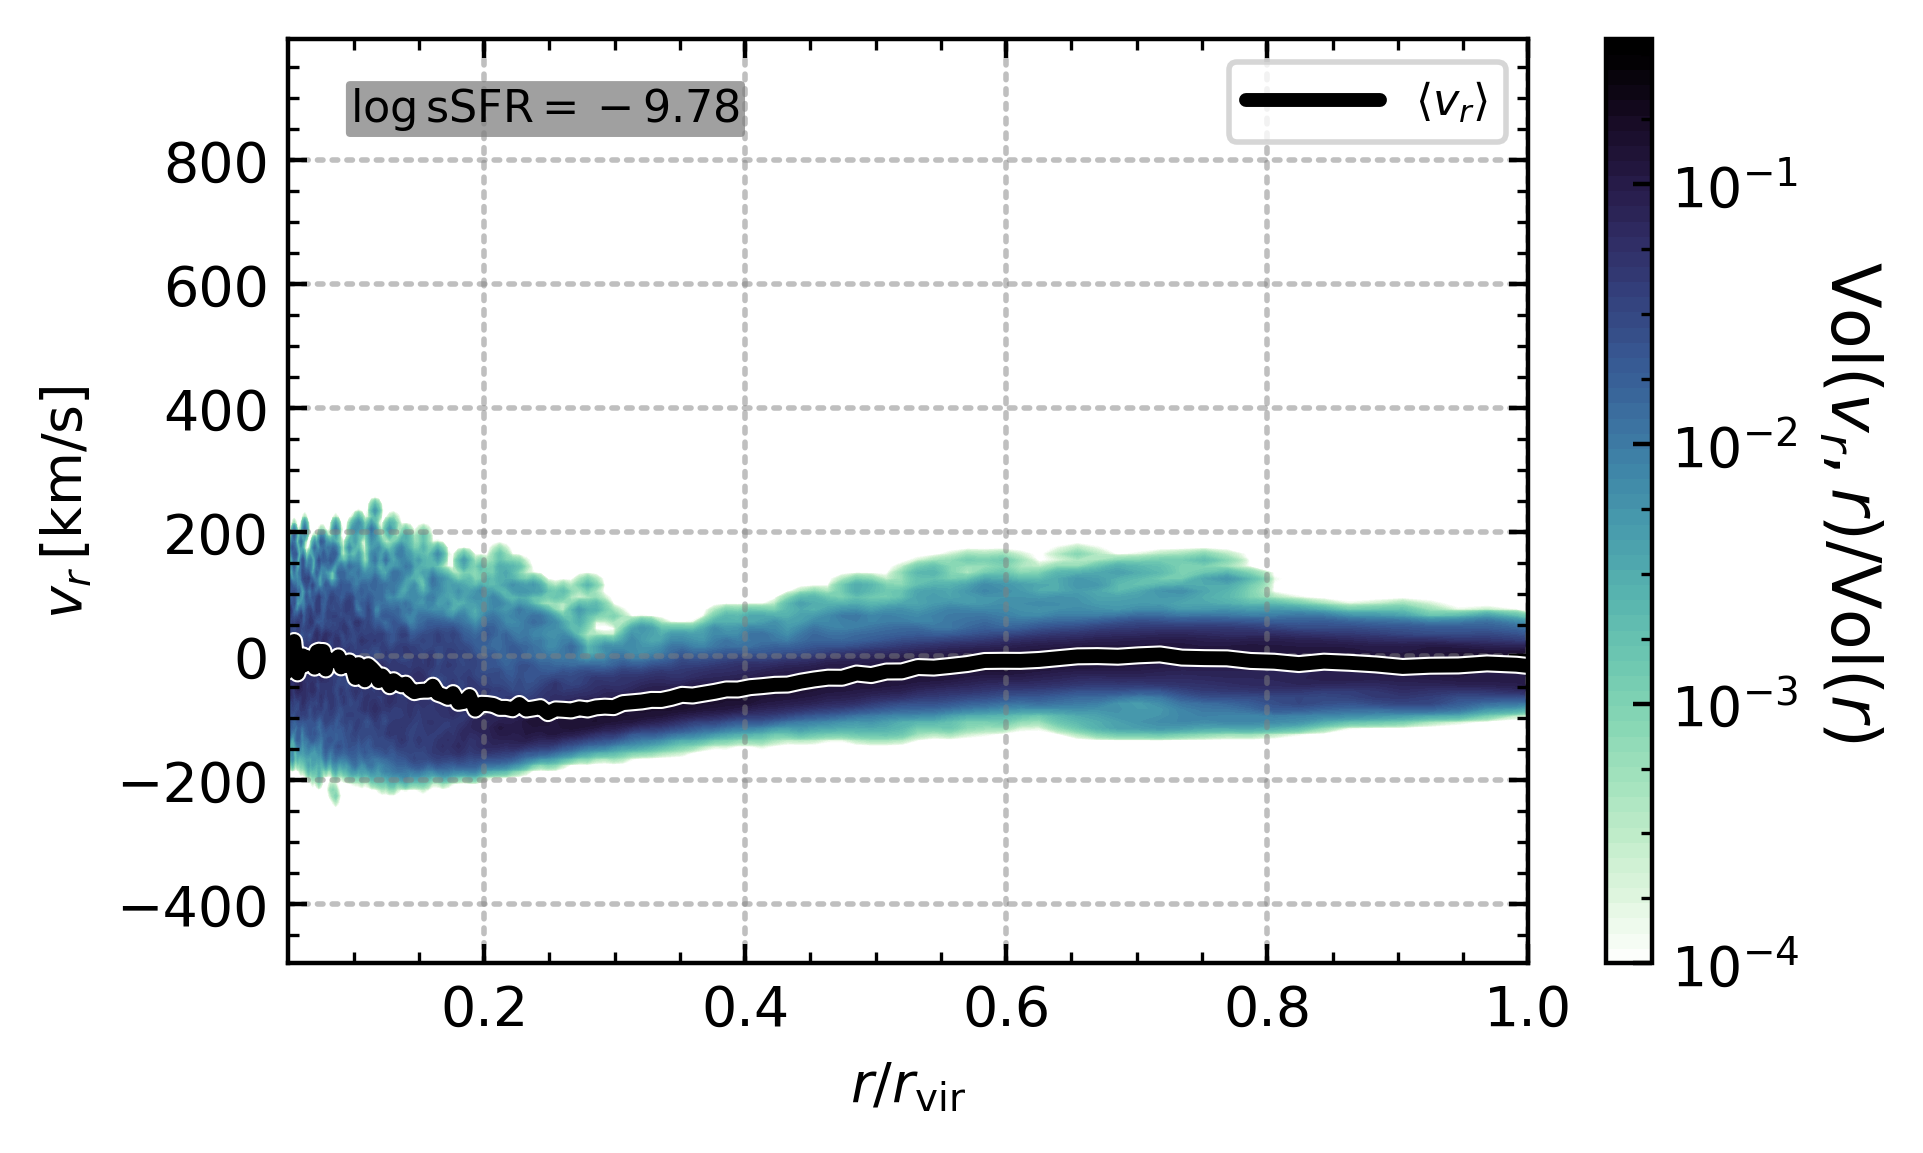 log sSFR = −9.78
⟨v_r⟩
800
600
400
200
0
−200
−400
v_r [km/s]
0.2 0.4 0.6 0.8 1.0
r/r_vir
10^−1
10^−2
10^−3
10^−4
Vol(v_r, r)/Vol(r)